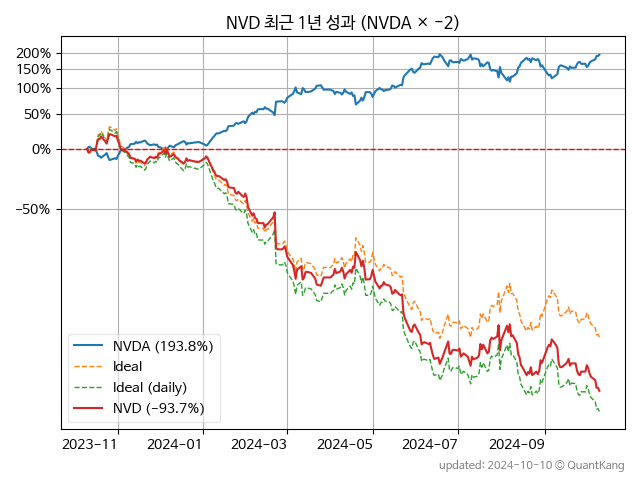 NVD 최근 1년 성과 (NVDA × −2)
200%
150%
100%
50%
0%
−50%
NVDA (193.8%)
Ideal
Ideal (daily)
NVD (−93.7%)
2023−11
2024−01
2024−03
2024−05
2024−07
2024−09
updated: 2024-10-10 © QuantKang